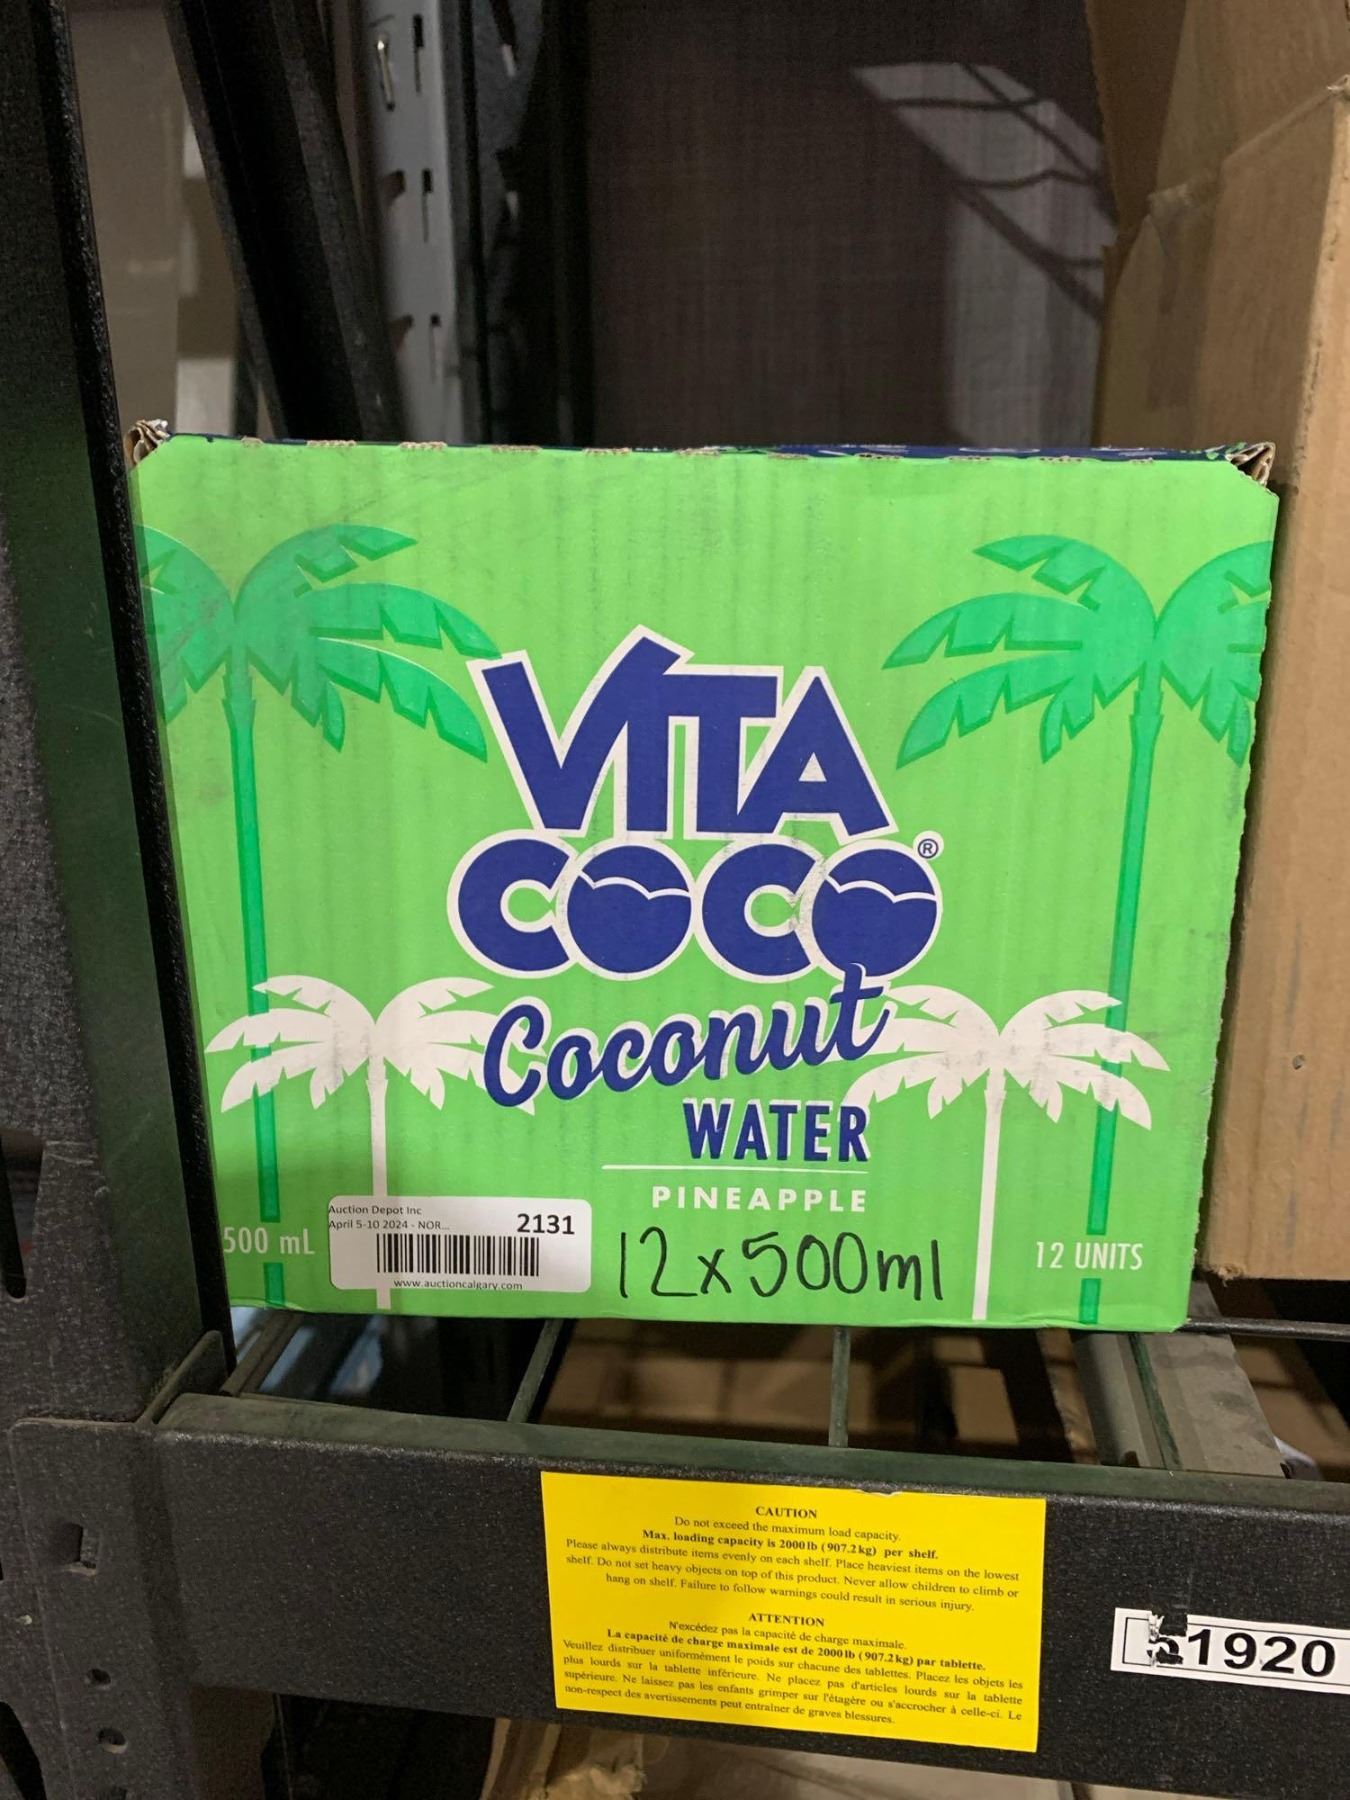 VITA
COCO®
Coconut
WATER
PINEAPPLE
500 mL
Auction Depot Inc
April 5-10 2024 - NOR...
2131
www.auctioncalgary.com
12x500ml
12 UNITS
CAUTION
Do not exceed the maximum load capacity.
Max. loading capacity is 2000lb (907.2kg) per shelf.
Please always distribute items evenly on each shelf. Place heaviest items on the lowest
shelf. Do not set heavy objects on top of this product. Never allow children to climb or
hang on shelf. Failure to follow warnings could result in serious injury.
ATTENTION
N'excédez pas la capacité de charge maximale.
La capacité de charge maximale est de 2000lb (907.2kg) par tablette.
Veuillez distribuer uniformément le poids sur chacune des tablettes. Placez les objets les
plus lourds sur la tablette inférieure. Ne placez pas d'articles lourds sur la tablette
supérieure. Ne laissez pas les enfants grimper sur l'étagère ou s'accrocher à celle-ci. Le
non-respect des avertissements peut entraîner de graves blessures.
1920